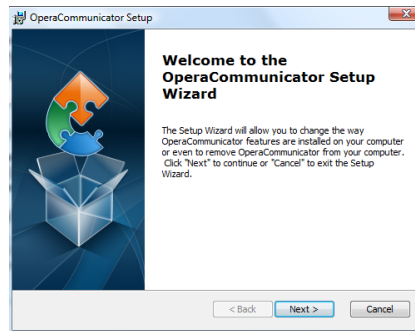 OperaCommunicator Setup
Welcome to the
OperaCommunicator Setup
Wizard
The Setup Wizard will allow you to change the way
OperaCommunicator features are installed on your computer
or even to remove OperaCommunicator from your computer.
Click "Next" to continue or "Cancel" to exit the Setup
Wizard.
< Back Next > Cancel